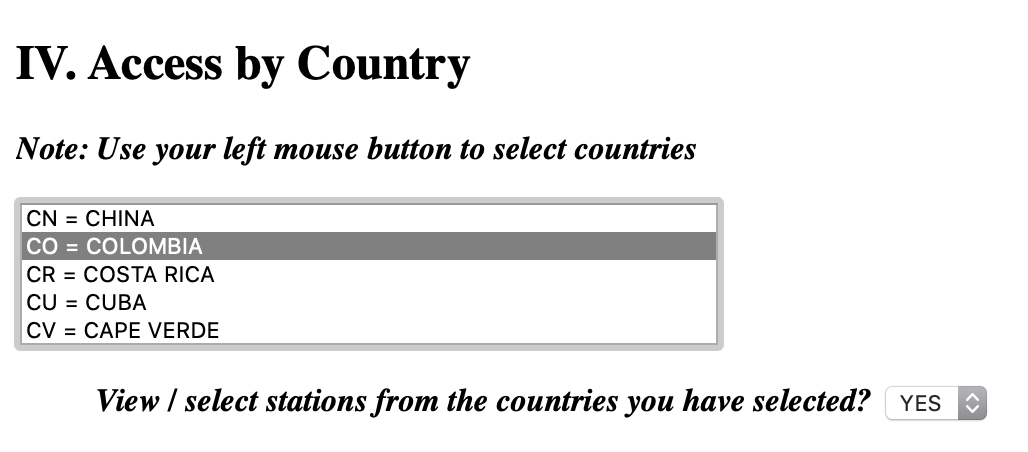 IV. Access by Country
Note: Use your left mouse button to select countries
CN = CHINA
CO = COLOMBIA
CR = COSTA RICA
CU = CUBA
CV = CAPE VERDE
View / select stations from the countries you have selected? YES